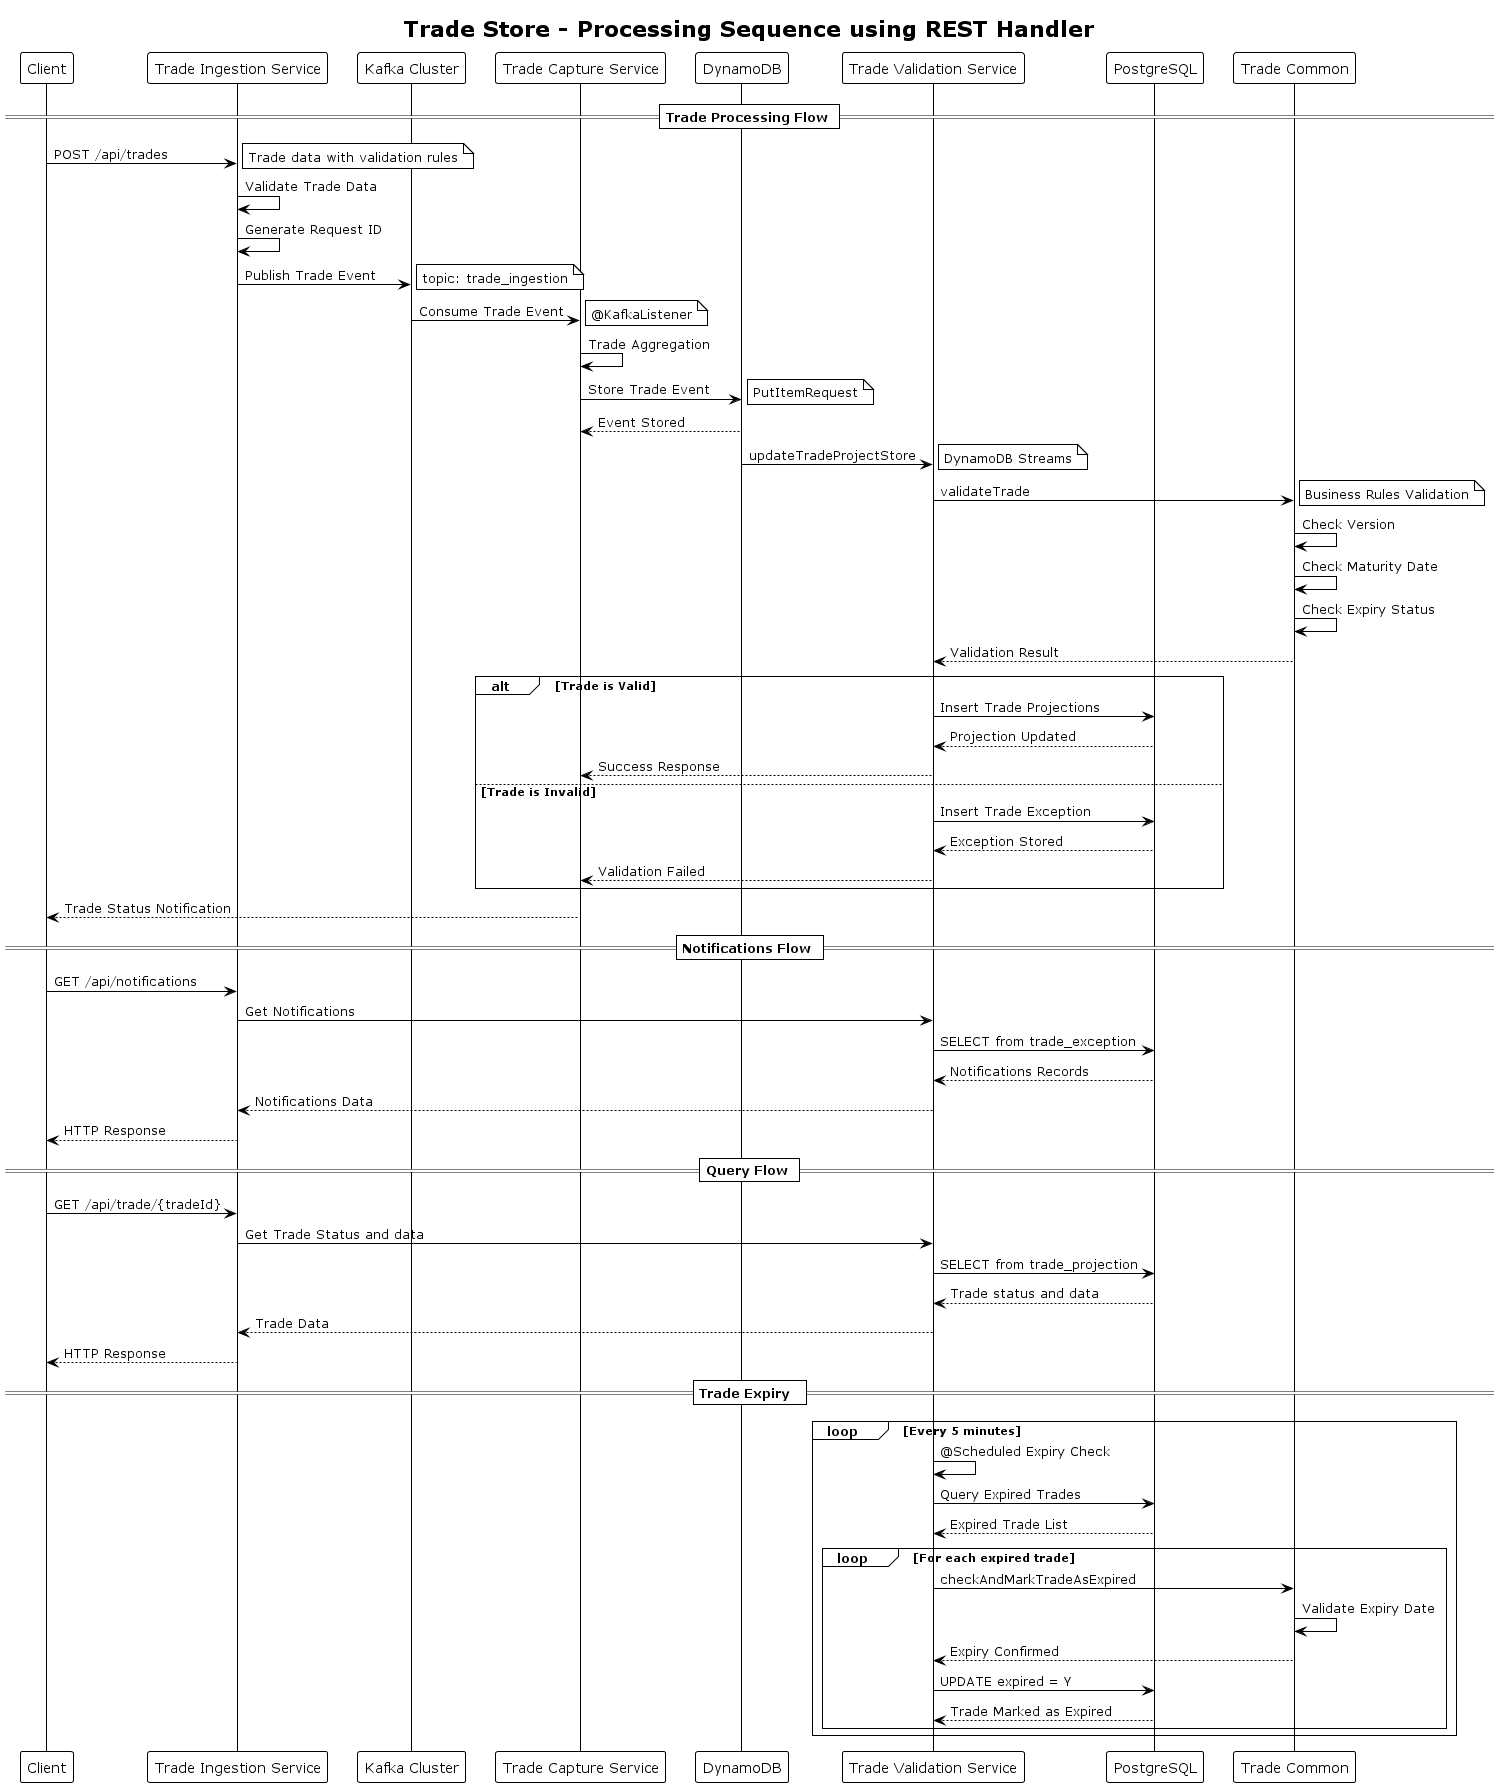 Trade Store - Processing Sequence using REST Handler
Client
Trade Ingestion Service
Kafka Cluster
Trade Capture Service
DynamoDB
Trade Validation Service
PostgreSQL
Trade Common
Trade Processing Flow
POST /api/trades
Trade data with validation rules
Validate Trade Data
Generate Request ID
Publish Trade Event
topic: trade_ingestion
Consume Trade Event
@KafkaListener
Trade Aggregation
Store Trade Event
PutItemRequest
Event Stored
updateTradeProjectStore
DynamoDB Streams
validateTrade
Business Rules Validation
Check Version
Check Maturity Date
Check Expiry Status
Validation Result
alt
[Trade is Valid]
Insert Trade Projections
Projection Updated
Success Response
[Trade is Invalid]
Insert Trade Exception
Exception Stored
Validation Failed
Trade Status Notification
Notifications Flow
GET /api/notifications
Get Notifications
SELECT from trade_exception
Notifications Records
Notifications Data
HTTP Response
Query Flow
GET /api/trade/{tradeId}
Get Trade Status and data
SELECT from trade_projection
Trade status and data
Trade Data
HTTP Response
Trade Expiry
loop
[Every 5 minutes]
@Scheduled Expiry Check
Query Expired Trades
Expired Trade List
loop
[For each expired trade]
checkAndMarkTradeAsExpired
Validate Expiry Date
Expiry Confirmed
UPDATE expired = Y
Trade Marked as Expired
Client
Trade Ingestion Service
Kafka Cluster
Trade Capture Service
DynamoDB
Trade Validation Service
PostgreSQL
Trade Common